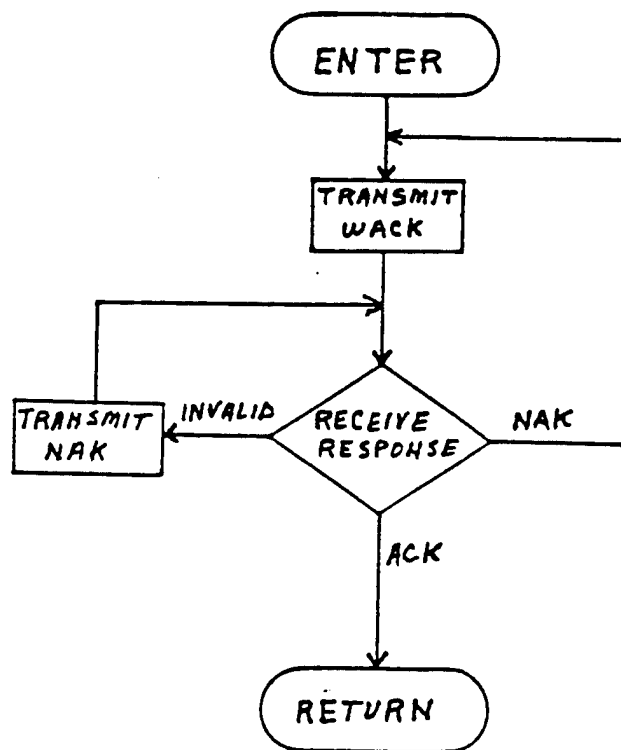 ENTER
TRANSMIT
WACK
TRANSMIT
NAK
INVALID
RECEIVE
RESPONSE
NAK
ACK
RETURN